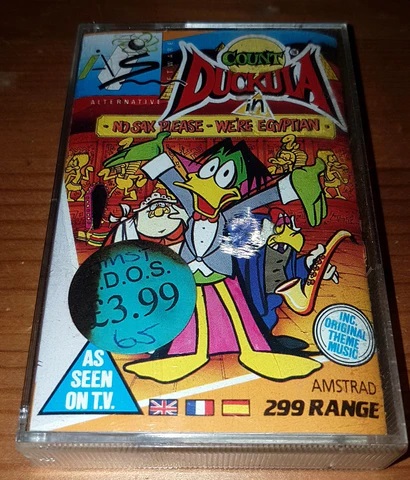 ALTERNATIVE
COUNT
DUCKULA
in
- NO SAX PLEASE - WE'RE EGYPTIAN -
D.O.S.
£3.99
65
AS
SEEN
ON T.V.
INC.
ORIGINAL
THEME
MUSIC
AMSTRAD
299 RANGE